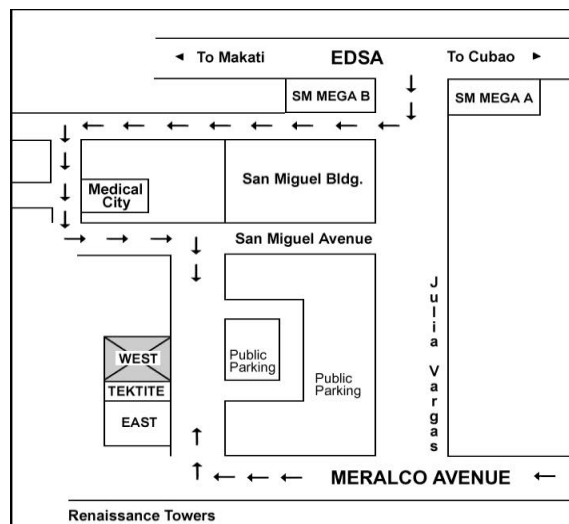 To Makati
EDSA
To Cubao
SM MEGA B
SM MEGA A
Medical
City
San Miguel Bldg.
San Miguel Avenue
Julia Vargas
WEST
TEKTITE
EAST
Public
Parking
Public
Parking
MERALCO AVENUE
Renaissance Towers